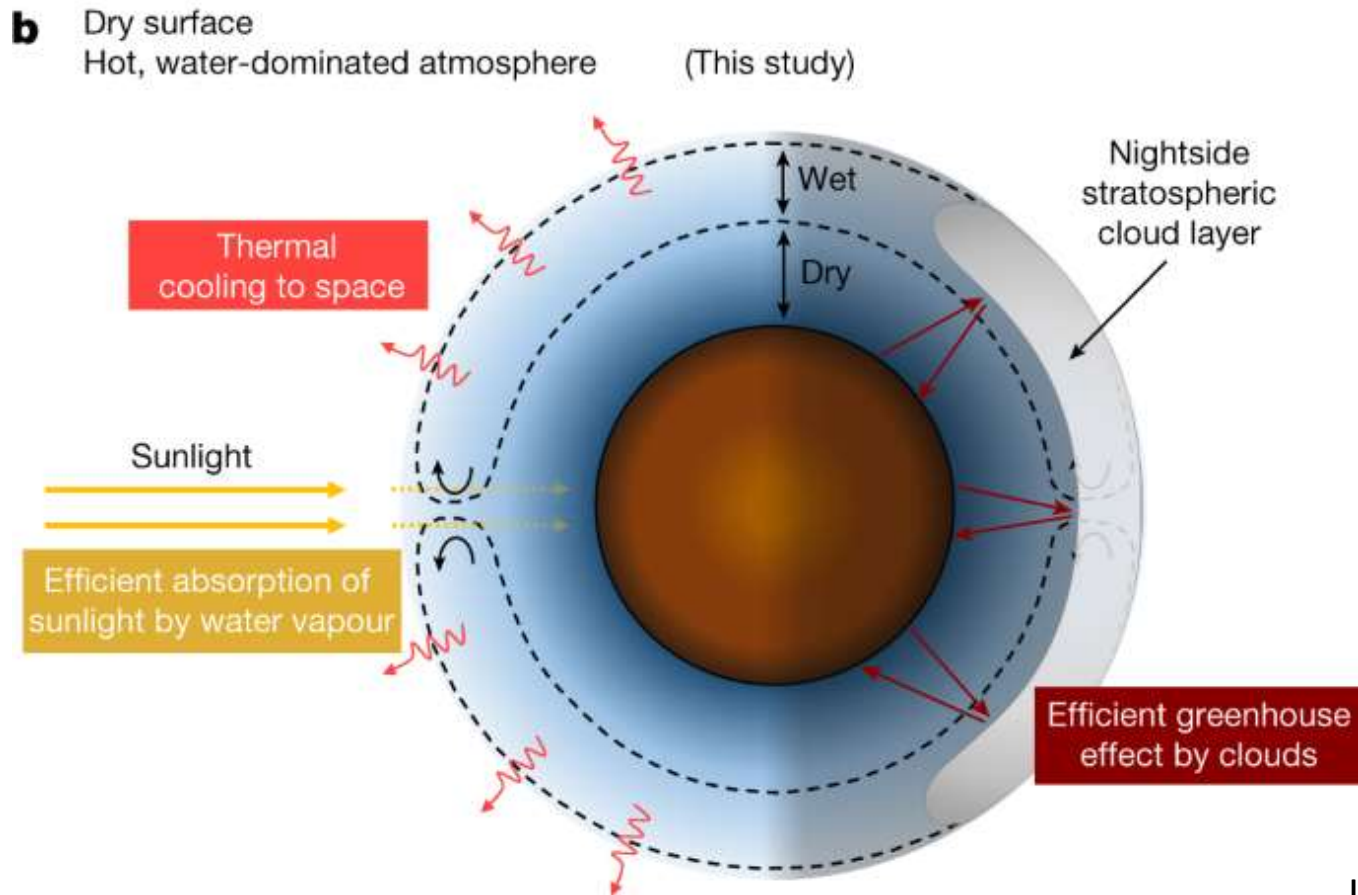 b Dry surface
Hot, water-dominated atmosphere (This study)
Nightside
stratospheric
cloud layer
Wet
Dry
Thermal
cooling to space
Sunlight
Efficient absorption of
sunlight by water vapour
Efficient greenhouse
effect by clouds